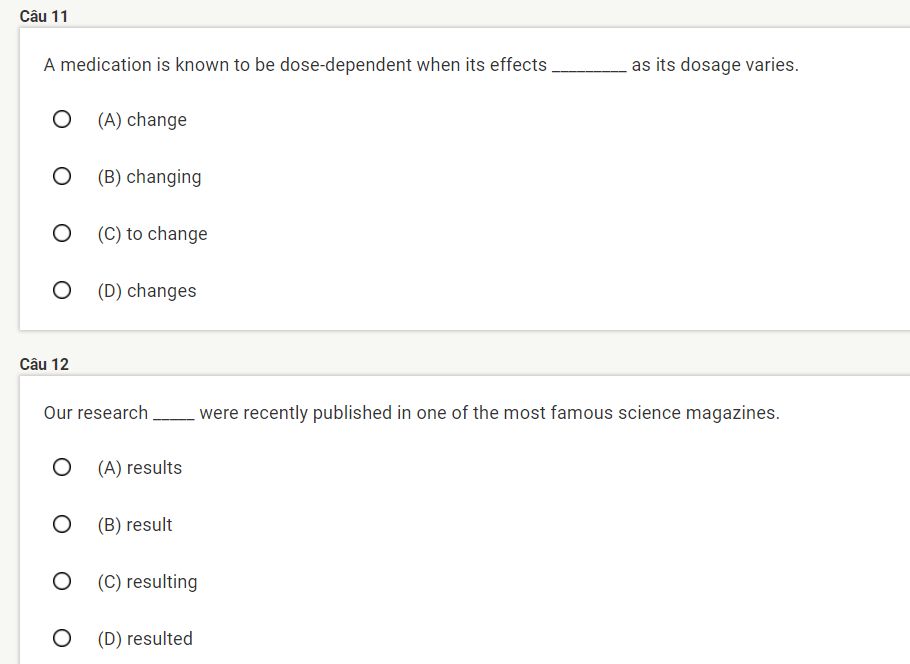 Câu 11
A medication is known to be dose-dependent when its effects _________ as its dosage varies.
(A) change
(B) changing
(C) to change
(D) changes
Câu 12
Our research _____ were recently published in one of the most famous science magazines.
(A) results
(B) result
(C) resulting
(D) resulted